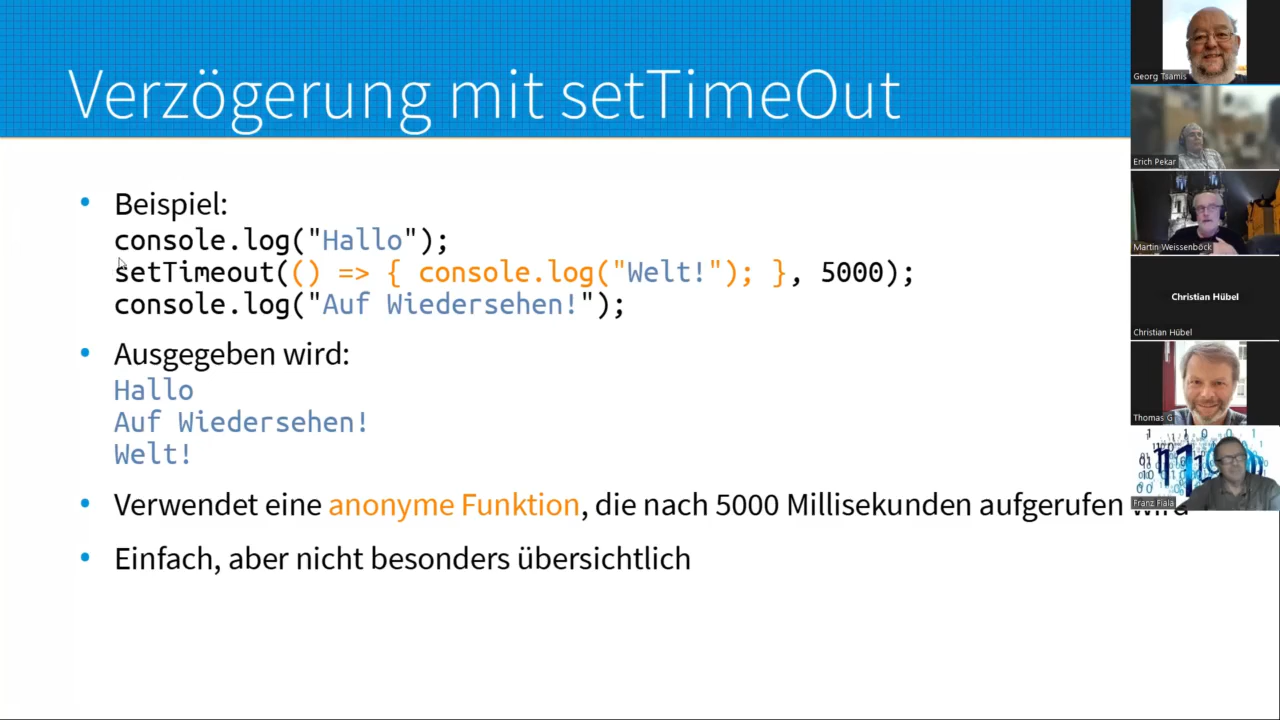 Verzögerung mit setTimeOut
Beispiel:
console.log("Hallo");
setTimeout(() => { console.log("Welt!"); }, 5000);
console.log("Auf Wiedersehen!");
Ausgegeben wird:
Hallo
Auf Wiedersehen!
Welt!
Verwendet eine anonyme Funktion, die nach 5000 Millisekunden aufgerufen wird
Einfach, aber nicht besonders übersichtlich
Georg Tsamis
Erich Pekar
Martin Weissenböck
Christian Hübel
Christian Hübel
Thomas G
Franz Fiala